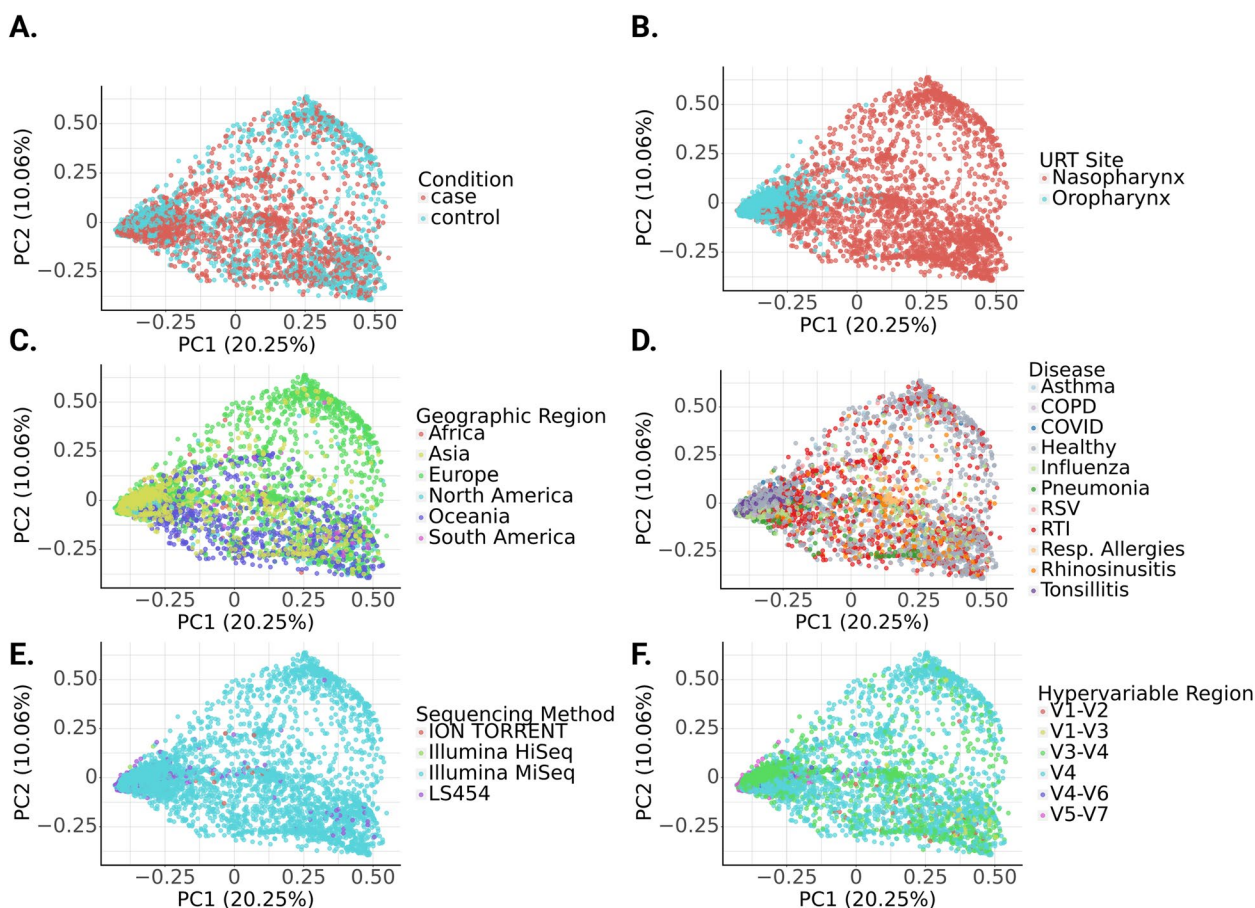 A.
0.50
0.25
0
−0.25
−0.25 0 0.25 0.50
PC1 (20.25%)
PC2 (10.06%)
Condition
case
control
B.
0.50
0.25
0
−0.25
−0.25 0 0.25 0.50
PC1 (20.25%)
PC2 (10.06%)
URT Site
Nasopharynx
Oropharynx
C.
0.50
0.25
0
−0.25
−0.25 0 0.25 0.50
PC1 (20.25%)
PC2 (10.06%)
Geographic Region
Africa
Asia
Europe
North America
Oceania
South America
D.
0.50
0.25
0
−0.25
−0.25 0 0.25 0.50
PC1 (20.25%)
PC2 (10.06%)
Disease
Asthma
COPD
COVID
Healthy
Influenza
Pneumonia
RSV
RTI
Resp. Allergies
Rhinosinusitis
Tonsillitis
E.
0.50
0.25
0
−0.25
−0.25 0 0.25 0.50
PC1 (20.25%)
PC2 (10.06%)
Sequencing Method
ION TORRENT
Illumina HiSeq
Illumina MiSeq
LS454
F.
0.50
0.25
0
−0.25
−0.25 0 0.25 0.50
PC1 (20.25%)
PC2 (10.06%)
Hypervariable Region
V1-V2
V1-V3
V3-V4
V4
V4-V6
V5-V7